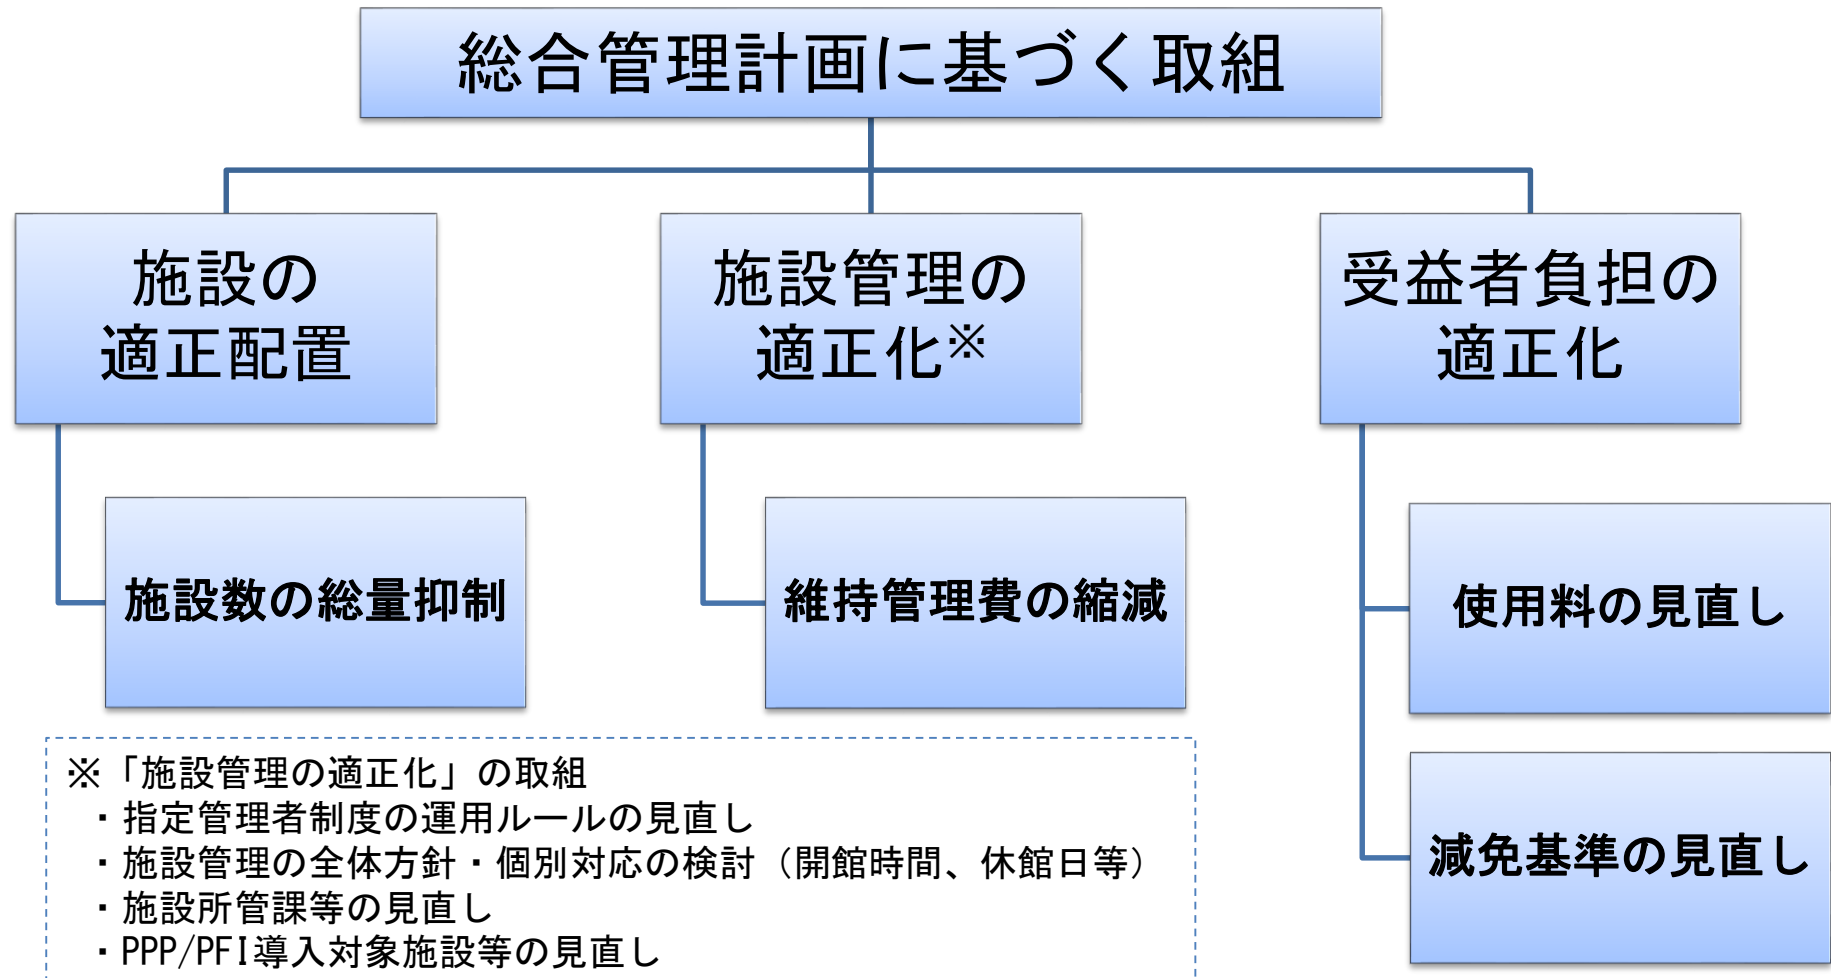 総合管理計画に基づく取組
施設の
適正配置
施設管理の
適正化※
受益者負担の
適正化
施設数の総量抑制
維持管理費の縮減
使用料の見直し
減免基準の見直し
※「施設管理の適正化」の取組
・指定管理者制度の運用ルールの見直し
・施設管理の全体方針・個別対応の検討（開館時間、休館日等）
・施設所管課等の見直し
・PPP/PFI導入対象施設等の見直し